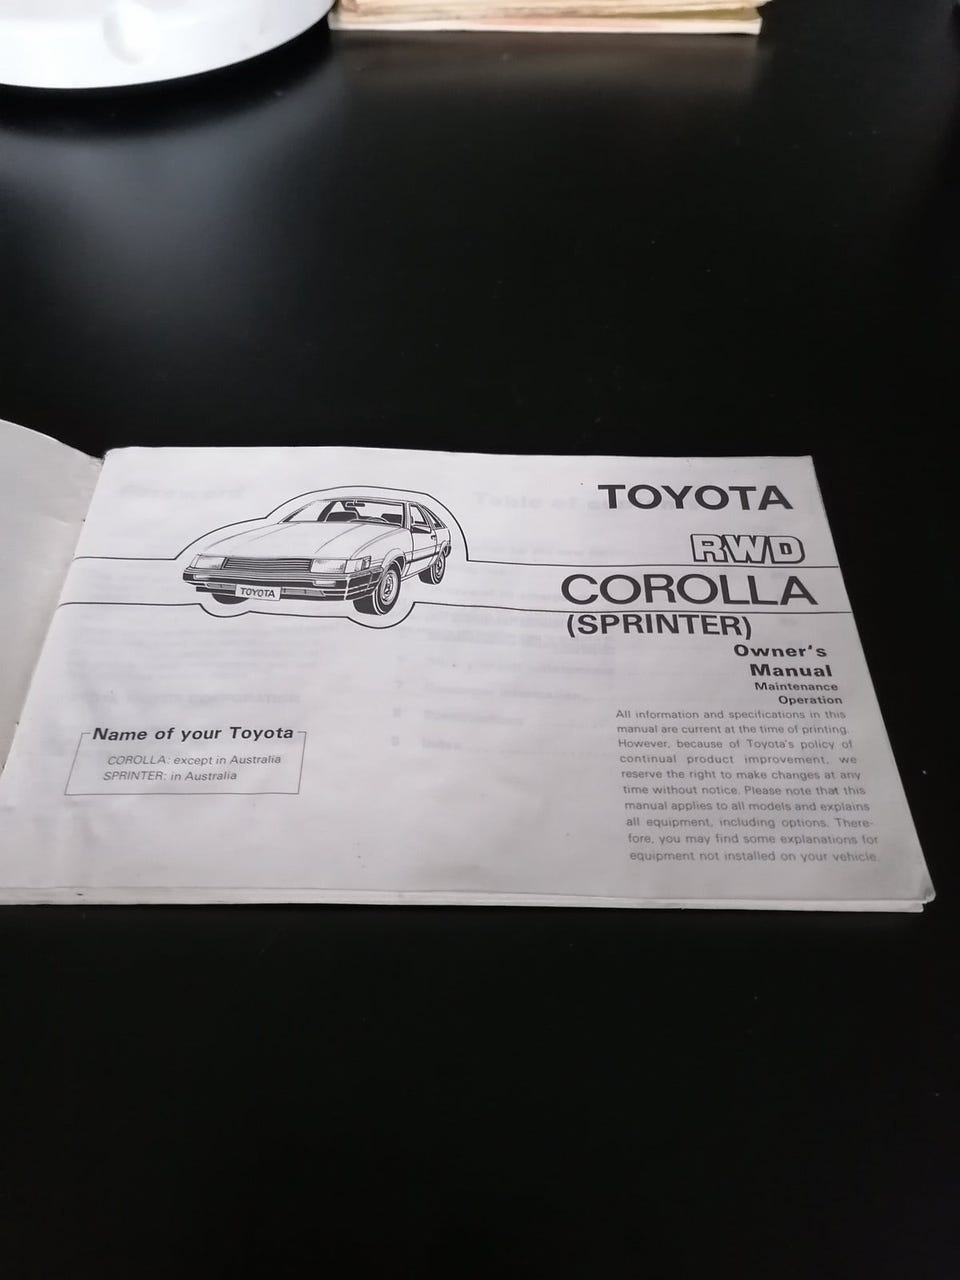 TOYOTA
RWD
COROLLA
(SPRINTER)
Owner's
Manual
Maintenance
Operation
All information and specifications in this
manual are current at the time of printing.
However, because of Toyota's policy of
continual product improvement, we
reserve the right to make changes at any
time without notice. Please note that this
manual applies to all models and explains
all equipment, including options. There-
fore, you may find some explanations for
equipment not installed on your vehicle.
TOYOTA
Name of your Toyota
COROLLA: except in Australia
SPRINTER: in Australia